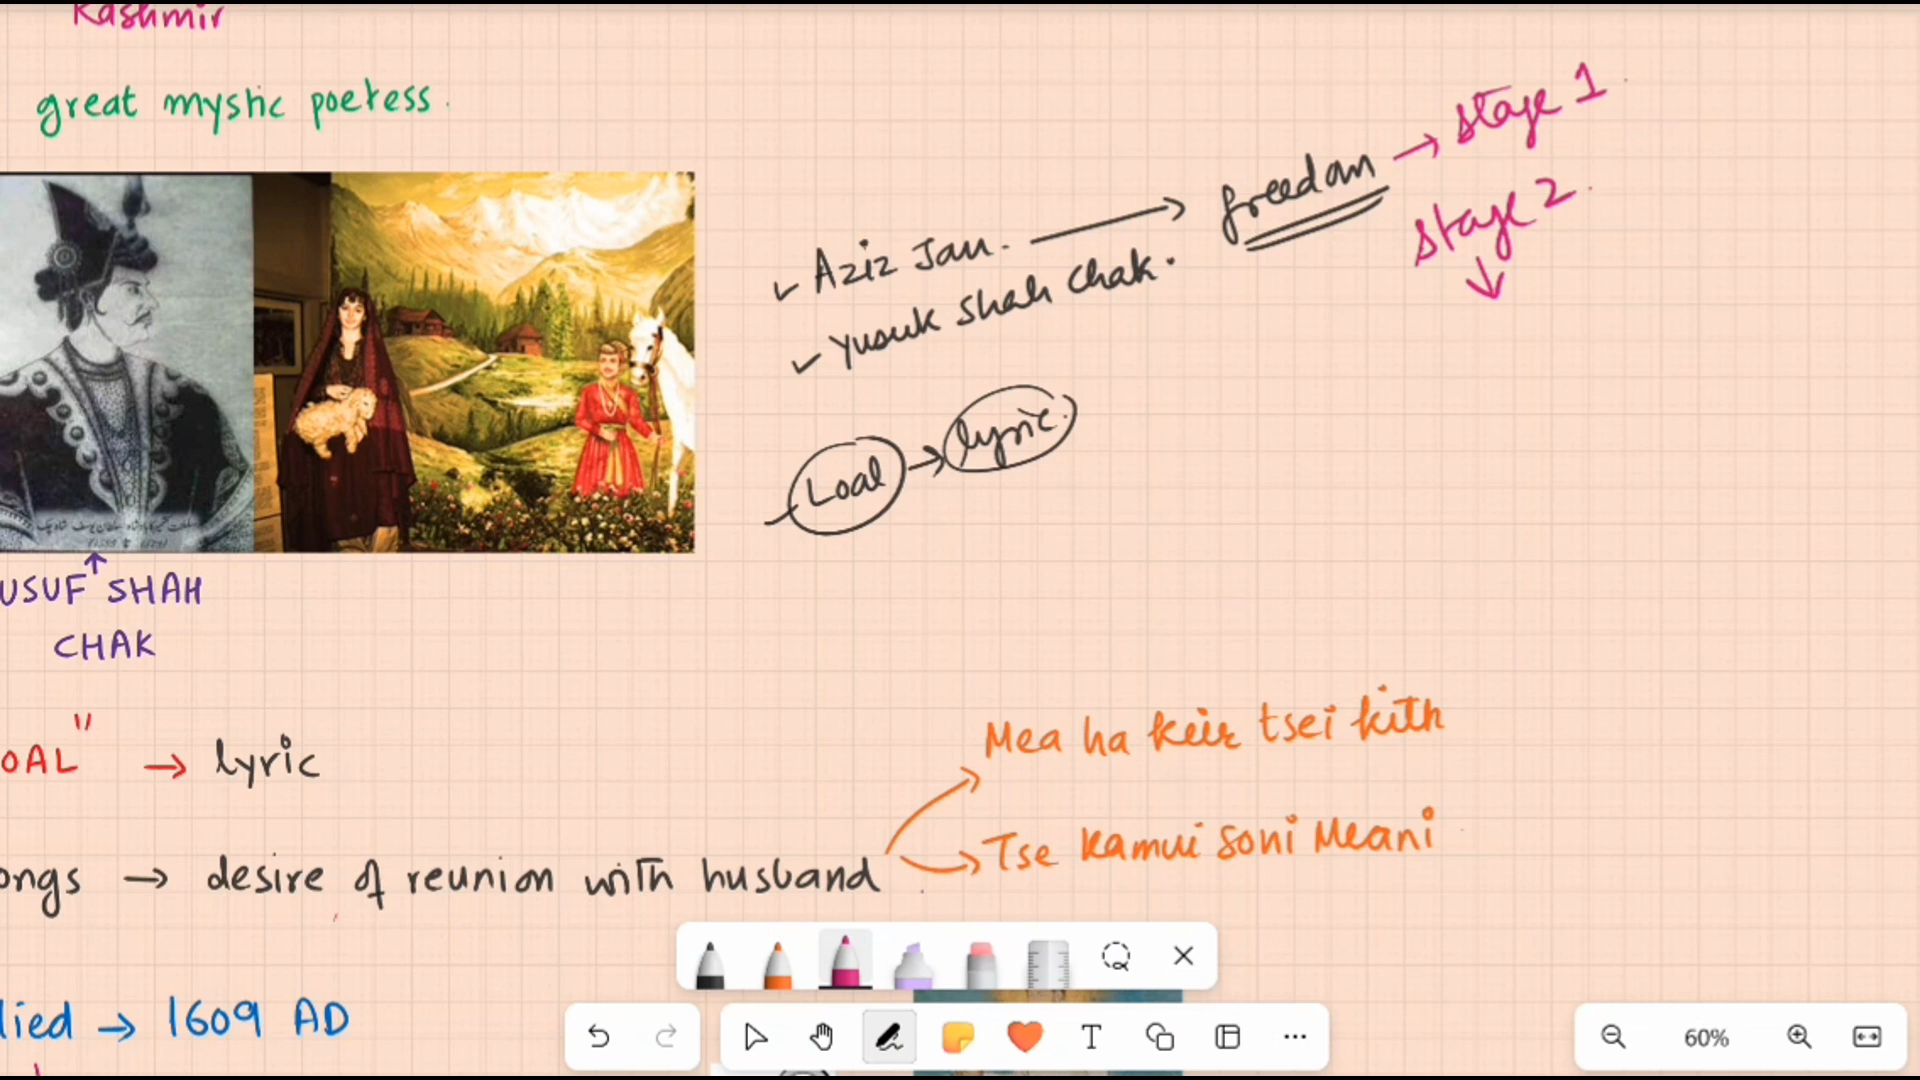 Kashmir
great mystic poetess.
✓ Aziz Jan. → freedom → Stage 1
Stage 2
↓
✓ Yusuk Shah Chak.
Loal → lyric
USUF SHAH
CHAK
OAL" → lyric
ongs → desire of reunion with husband
Mea ha keir tsei kith
Tse kamui soni Meani
died → 1609 AD
T
60%